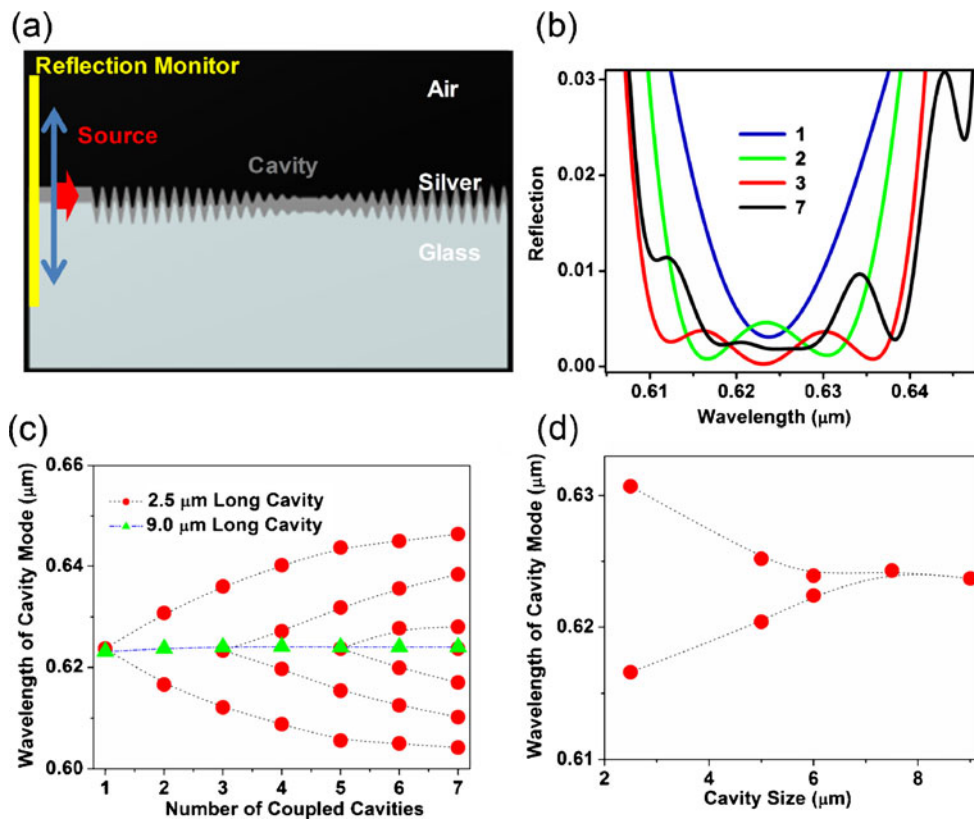 (a)
Reflection Monitor
Air
Source
Cavity
Silver
Glass
(b)
0.03
0.02
0.01
0.00
Reflection
1
2
3
7
0.61
0.62
0.63
0.64
Wavelength (μm)
(c)
0.66
0.64
0.62
0.60
Wavelength of Cavity Mode (μm)
2.5 μm Long Cavity
9.0 μm Long Cavity
1
2
3
4
5
6
7
Number of Coupled Cavities
(d)
0.63
0.62
0.61
Wavelength of Cavity Mode (μm)
2
4
6
8
Cavity Size (μm)